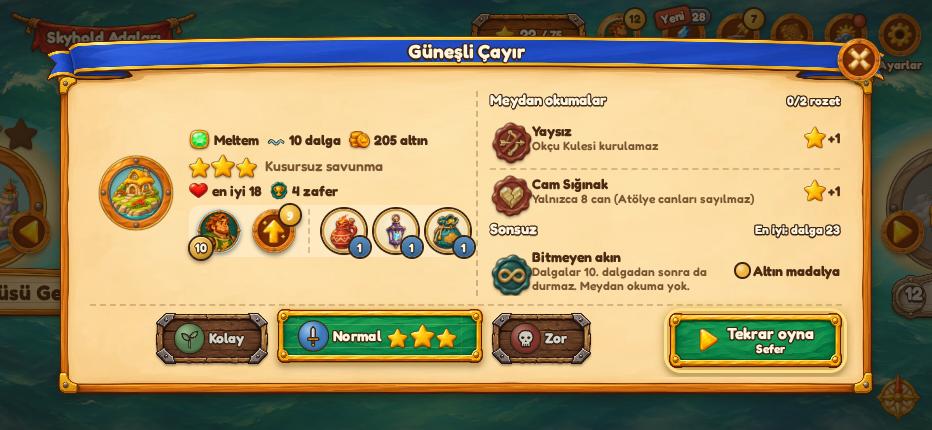 Skyhold Adaları
22 / 75
12
Yeni 28
7
Ayarlar
Güneşli Çayır
Meltem 10 dalga 205 altın
Kusursuz savunma
en iyi 18 4 zafer
10
9
1
1
1
Meydan okumalar 0/2 rozet
Yaysız
Okçu Kulesi kurulamaz
+1
Cam Sığınak
Yalnızca 8 can (Atölye canları sayılmaz)
+1
Sonsuz En iyi: dalga 23
Bitmeyen akın
Dalgalar 10. dalgadan sonra da
durmaz. Meydan okuma yok.
Altın madalya
12
Kolay
Normal
Zor
Tekrar oyna
Sefer